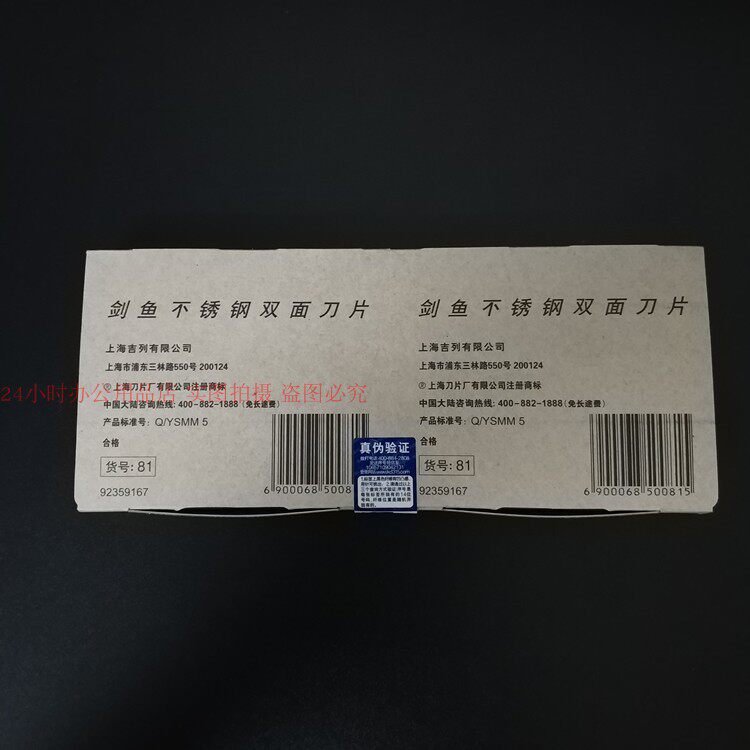 剑鱼不锈钢双面刀片
上海吉列有限公司
上海市浦东三林路550号 200124
Ⓟ上海刀片厂有限公司注册商标
中国大陆咨询热线: 400-882-1888 (免长途费)
产品标准号: Q/YSMM 5
合格
货号: 81
92359167
6 900068 5008
剑鱼不锈钢双面刀片
上海吉列有限公司
上海市浦东三林路550号 200124
Ⓟ上海刀片厂有限公司注册商标
中国大陆咨询热线: 400-882-1888 (免长途费)
产品标准号: Q/YSMM 5
合格
货号: 81
92359167
6 900068 500815
真伪验证
24小时办公用品店 实图拍摄 盗图必究